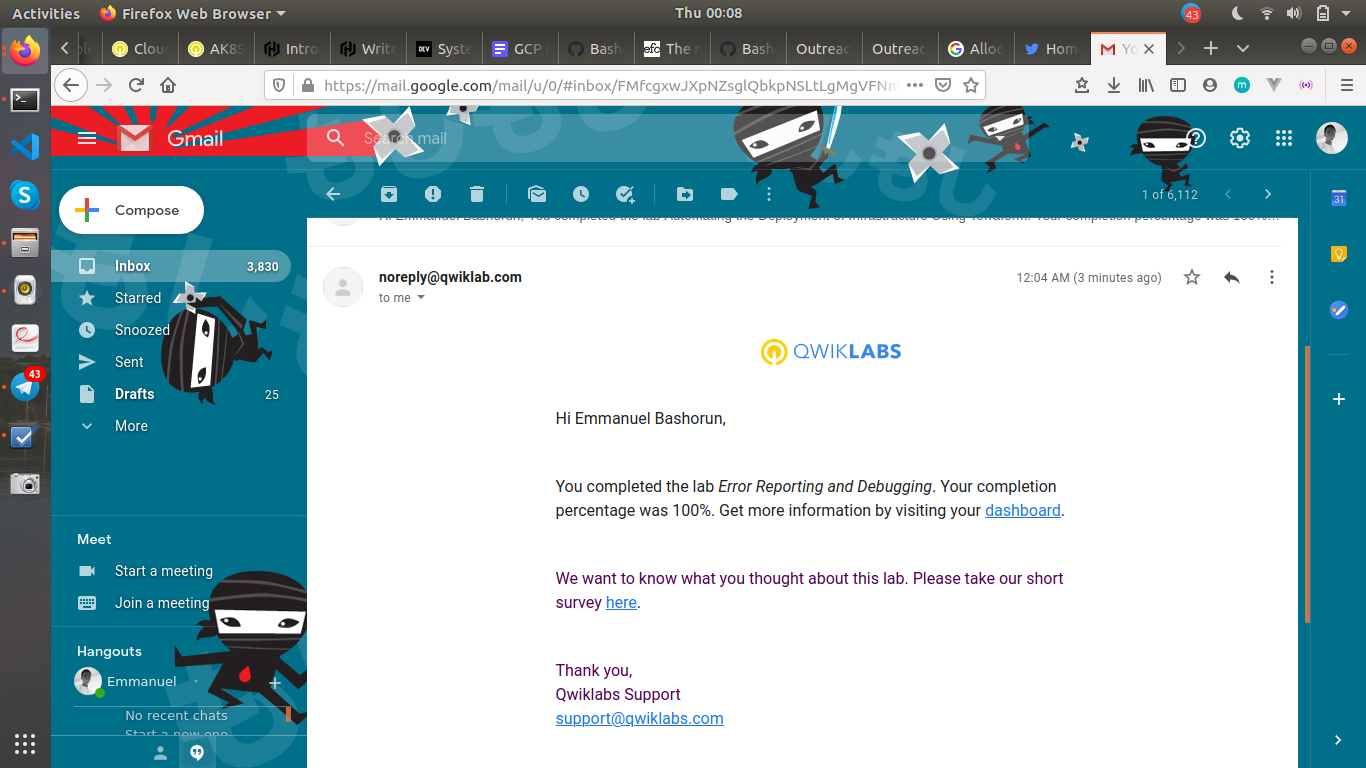 Activities
Firefox Web Browser
Thu 00:08
43
Clou
AK8S
Intro
Write
DEV
Syste
GCP
Bash
efc
The r
Bash
Outreac
Outreac
Alloc
Hom
Yo
https://mail.google.com/mail/u/0/#inbox/FMfcgxwJXpNZsglQbkpNSLtLgMgVFNn
m
Gmail
Search mail
1 of 6,112
Compose
Inbox 3,830
Starred
Snoozed
Sent
Drafts 25
More
Meet
Start a meeting
Join a meeting
Hangouts
Emmanuel
No recent chats
Start a new one
43
31
Hi Emmanuel Bashorun, You completed the lab Automating the Deployment of Infrastructure Using Terraform. Your completion percentage was 100%...
noreply@qwiklab.com
12:04 AM (3 minutes ago)
to me
QWIKLABS
Hi Emmanuel Bashorun,
You completed the lab Error Reporting and Debugging. Your completion
percentage was 100%. Get more information by visiting your dashboard.
We want to know what you thought about this lab. Please take our short
survey here.
Thank you,
Qwiklabs Support
support@qwiklabs.com